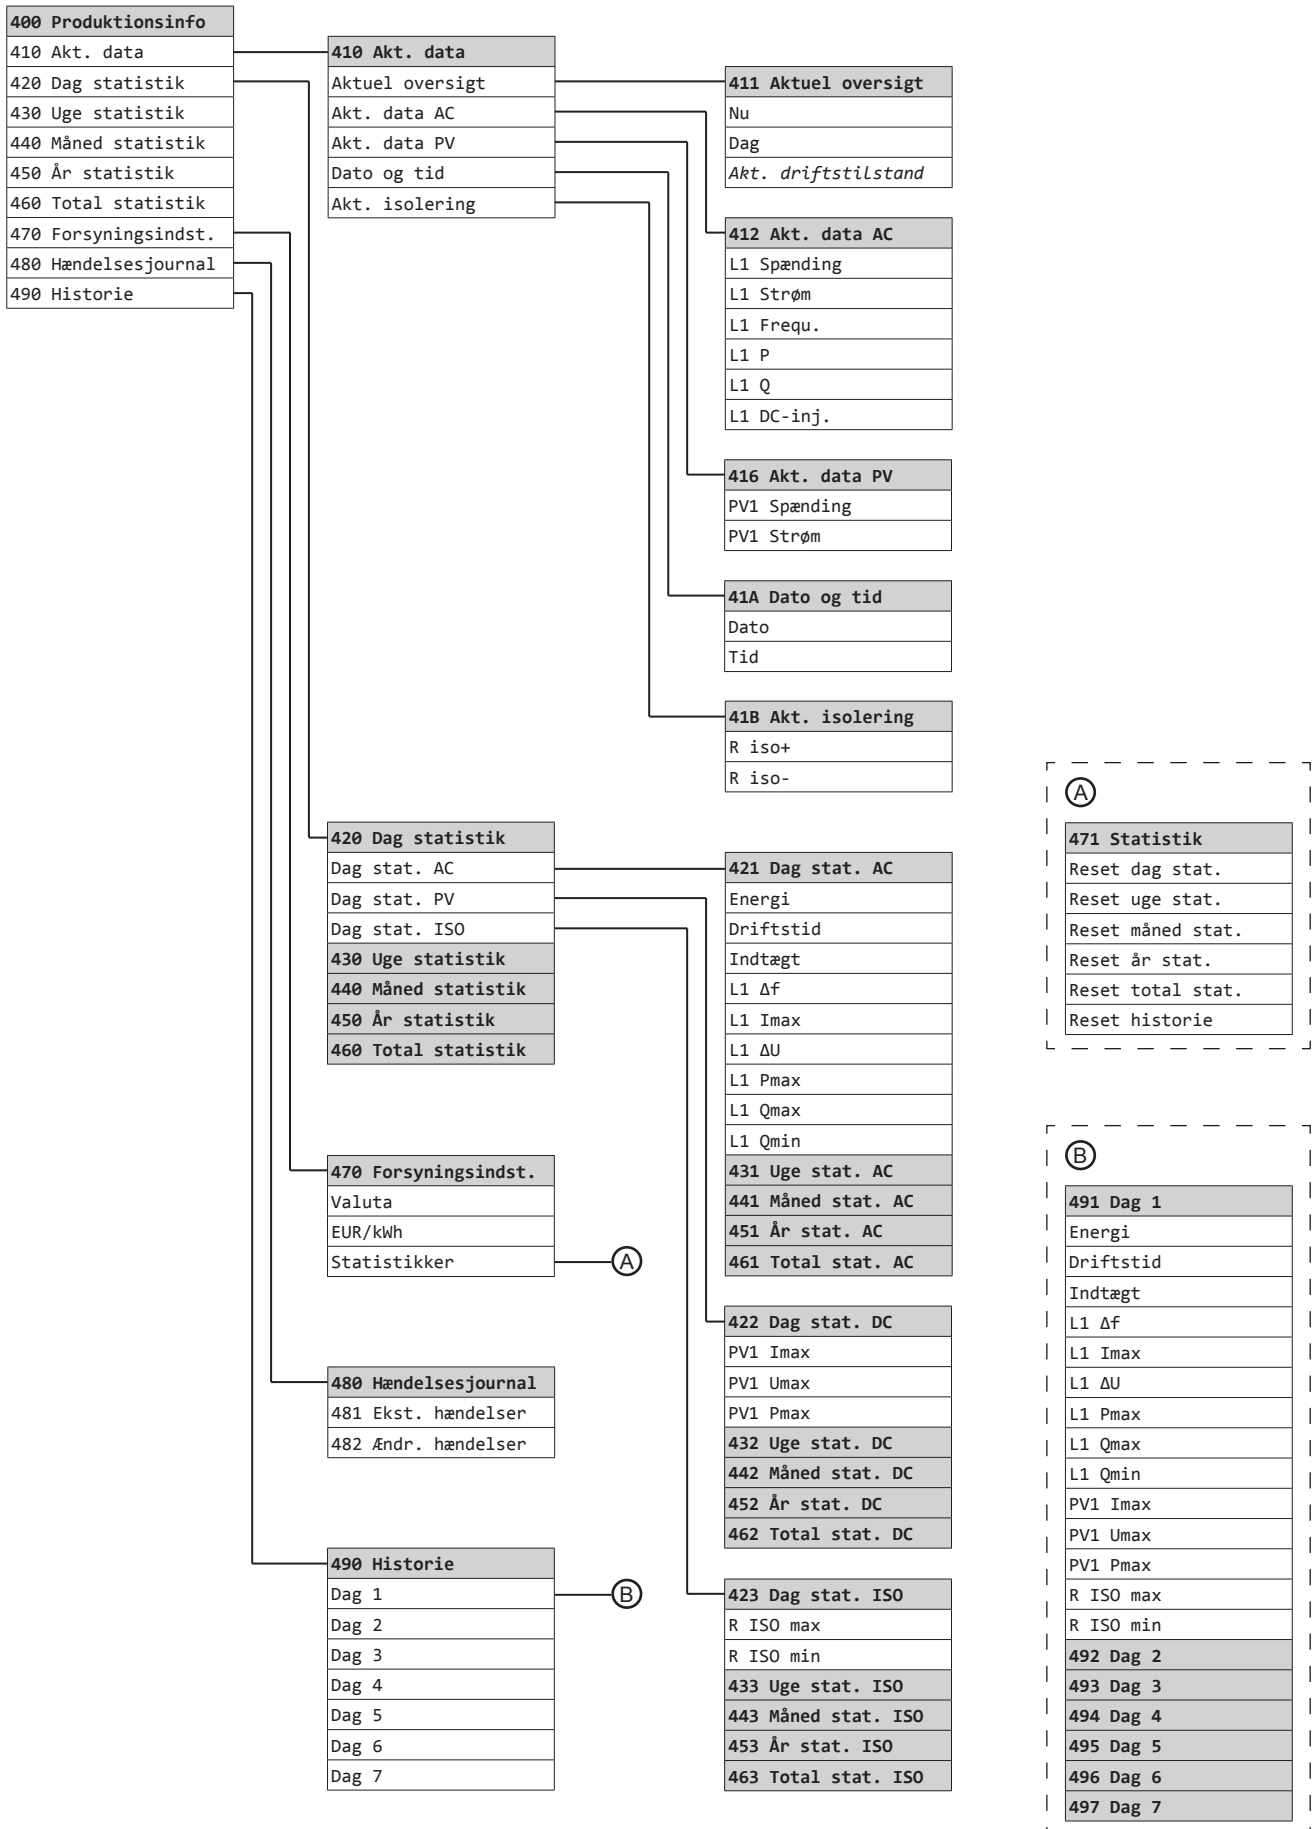 400 Produktionsinfo
410 Akt. data
420 Dag statistik
430 Uge statistik
440 Måned statistik
450 År statistik
460 Total statistik
470 Forsyningsindst.
480 Hændelsesjournal
490 Historie
410 Akt. data
Aktuel oversigt
Akt. data AC
Akt. data PV
Dato og tid
Akt. isolering
411 Aktuel oversigt
Nu
Dag
Akt. driftstilstand
412 Akt. data AC
L1 Spænding
L1 Strøm
L1 Frequ.
L1 P
L1 Q
L1 DC-inj.
416 Akt. data PV
PV1 Spænding
PV1 Strøm
41A Dato og tid
Dato
Tid
41B Akt. isolering
R iso+
R iso-
420 Dag statistik
Dag stat. AC
Dag stat. PV
Dag stat. ISO
430 Uge statistik
440 Måned statistik
450 År statistik
460 Total statistik
421 Dag stat. AC
Energi
Driftstid
Indtægt
L1 Δf
L1 Imax
L1 ΔU
L1 Pmax
L1 Qmax
L1 Qmin
431 Uge stat. AC
441 Måned stat. AC
451 År stat. AC
461 Total stat. AC
422 Dag stat. DC
PV1 Imax
PV1 Umax
PV1 Pmax
432 Uge stat. DC
442 Måned stat. DC
452 År stat. DC
462 Total stat. DC
423 Dag stat. ISO
R ISO max
R ISO min
433 Uge stat. ISO
443 Måned stat. ISO
453 År stat. ISO
463 Total stat. ISO
470 Forsyningsindst.
Valuta
EUR/kWh
Statistikker
A
480 Hændelsesjournal
481 Ekst. hændelser
482 Ændr. hændelser
490 Historie
Dag 1
B
Dag 2
Dag 3
Dag 4
Dag 5
Dag 6
Dag 7
A
471 Statistik
Reset dag stat.
Reset uge stat.
Reset måned stat.
Reset år stat.
Reset total stat.
Reset historie
B
491 Dag 1
Energi
Driftstid
Indtægt
L1 Δf
L1 Imax
L1 ΔU
L1 Pmax
L1 Qmax
L1 Qmin
PV1 Imax
PV1 Umax
PV1 Pmax
R ISO max
R ISO min
492 Dag 2
493 Dag 3
494 Dag 4
495 Dag 5
496 Dag 6
497 Dag 7